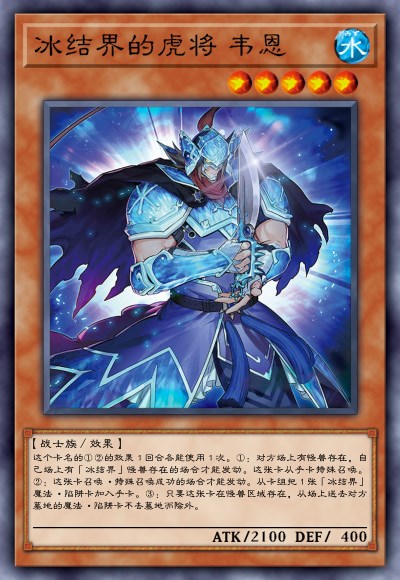 冰结界的虎将 韦恩
水
【战士族／效果】
这个卡名的①②的效果1回合各能使用1次。①：对方场上有怪兽存在，自
己场上有「冰结界」怪兽存在的场合才能发动。这张卡从手卡特殊召唤。
②：这张卡召唤·特殊召唤成功的场合才能发动。从卡组把1张「冰结界」
魔法·陷阱卡加入手卡。③：只要这张卡在怪兽区域存在，从场上送去对方
墓地的魔法·陷阱卡不去墓地而除外。
ATK/2100 DEF/ 400